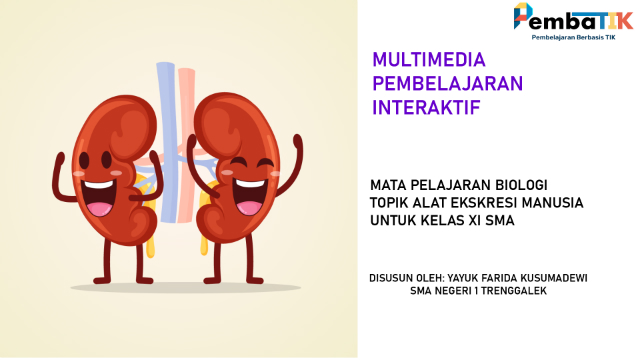 PembaTIK
Pembelajaran Berbasis TIK
MULTIMEDIA
PEMBELAJARAN
INTERAKTIF
MATA PELAJARAN BIOLOGI
TOPIK ALAT EKSKRESI MANUSIA
UNTUK KELAS XI SMA
DISUSUN OLEH: YAYUK FARIDA KUSUMADEWI
SMA NEGERI 1 TRENGGALEK